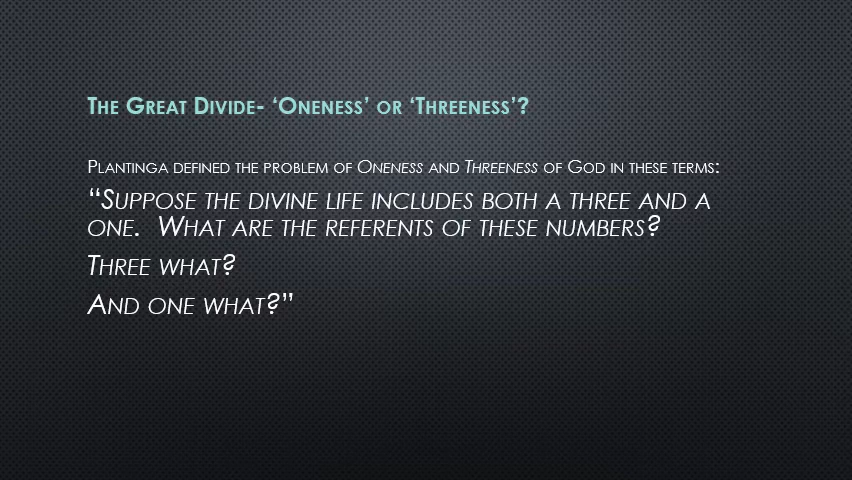 The Great Divide- ‘Oneness’ or ‘Threeness’?
Plantinga defined the problem of Oneness and Threeness of God in these terms:
“Suppose the divine life includes both a three and a
one.  What are the referents of these numbers?
Three what?
And one what?”